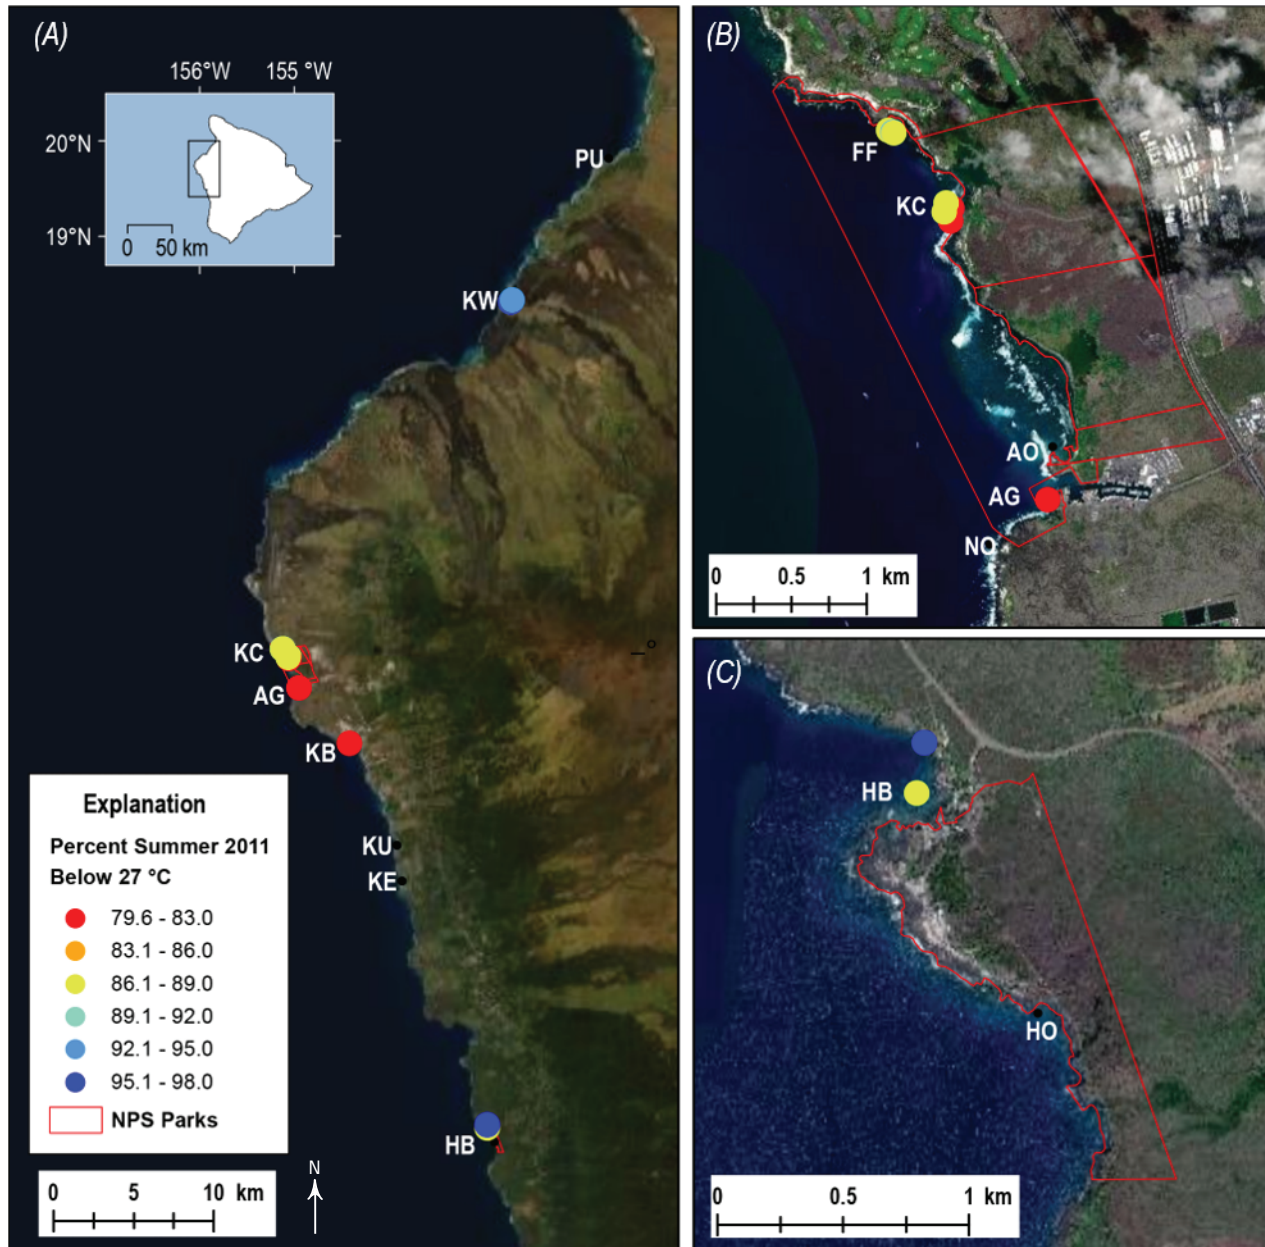 (A)
156°W 155 °W
20°N
19°N
0 50 km
PU
KW
KC
AG
KB
KU
KE
HB
Explanation
Percent Summer 2011
Below 27 °C
79.6 - 83.0
83.1 - 86.0
86.1 - 89.0
89.1 - 92.0
92.1 - 95.0
95.1 - 98.0
NPS Parks
0 5 10 km
N
(B)
FF
KC
AO
AG
NO
0 0.5 1 km
(C)
HB
HO
0 0.5 1 km